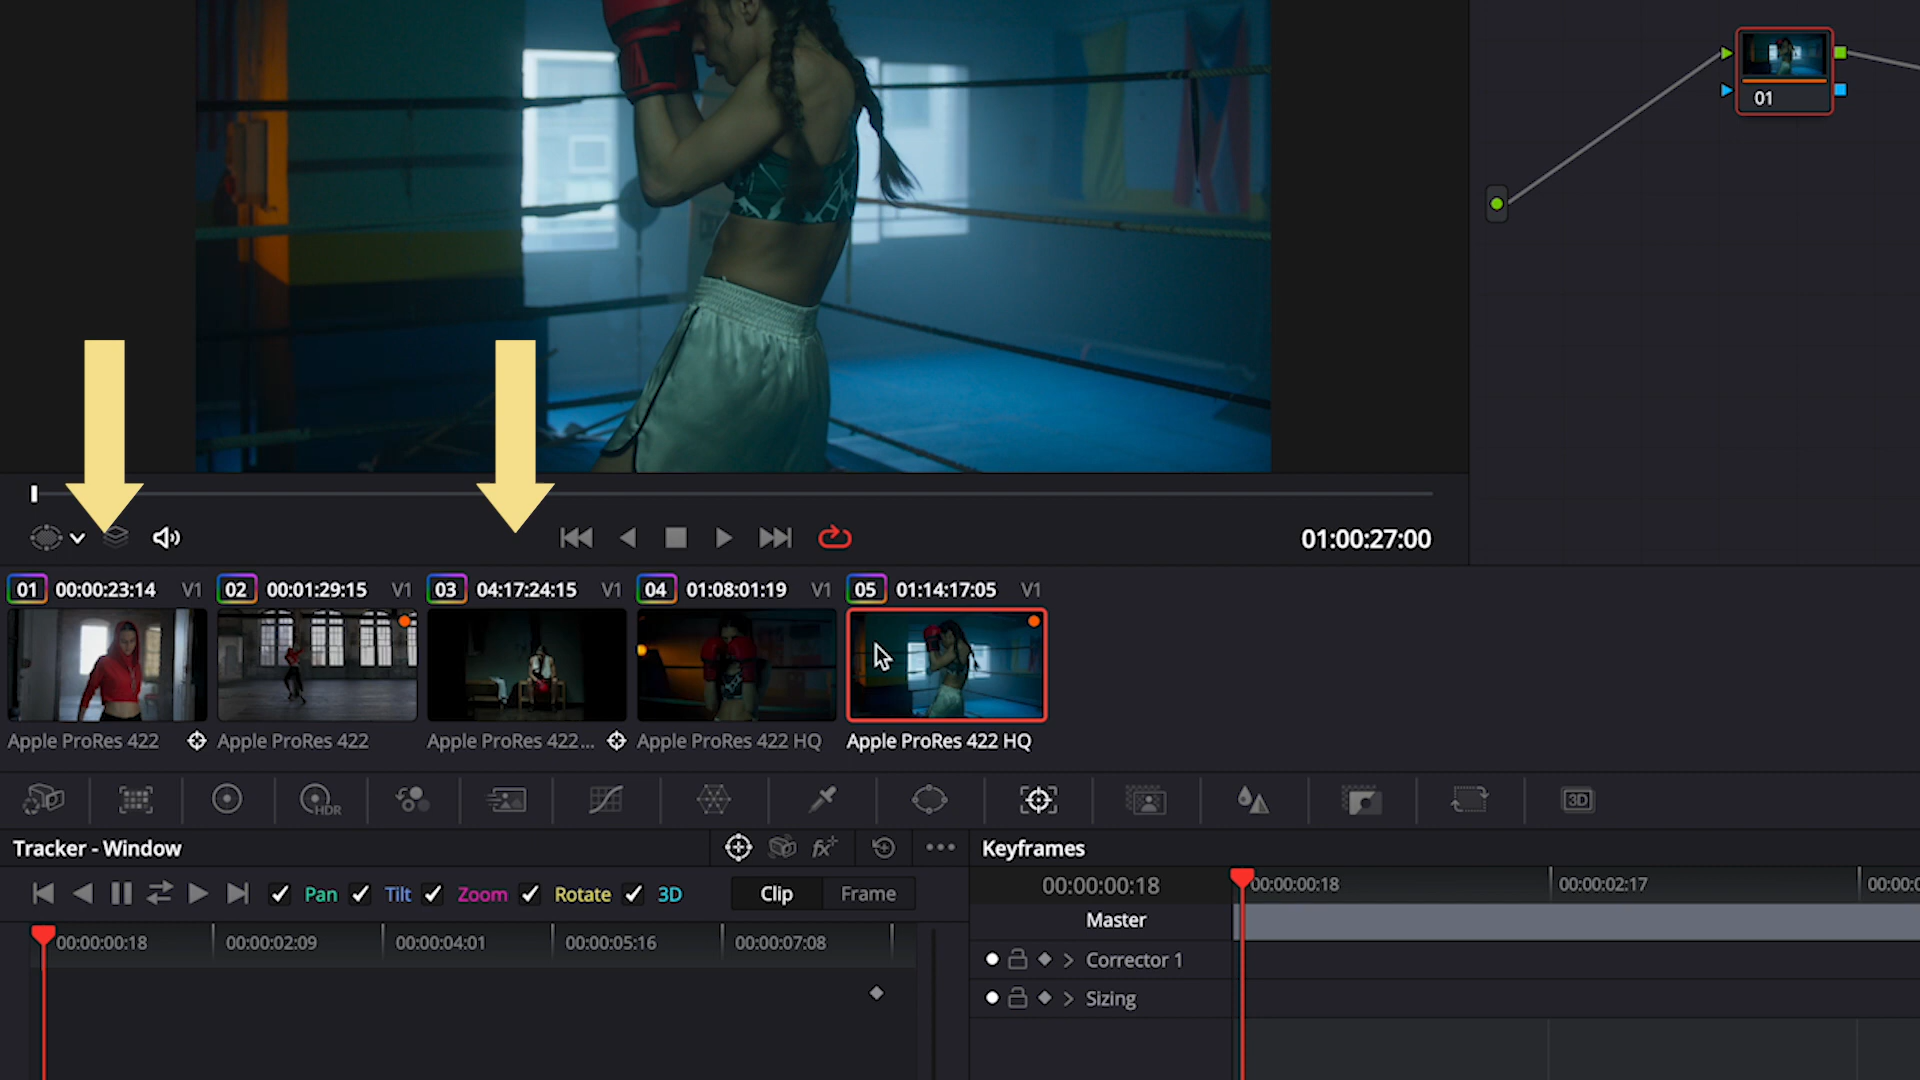 01
01:00:27:00
01 00:00:23:14 V1
02 00:01:29:15 V1
03 04:17:24:15 V1
04 01:08:01:19 V1
05 01:14:17:05 V1
Apple ProRes 422
Apple ProRes 422
Apple ProRes 422...
Apple ProRes 422 HQ
Apple ProRes 422 HQ
HDR
3D
Tracker - Window
fx
Keyframes
Pan Tilt Zoom Rotate 3D Clip Frame
00:00:00:18 00:00:02:09 00:00:04:01 00:00:05:16 00:00:07:08
00:00:00:18 00:00:00:18 00:00:02:17 00:00:0
Master
Corrector 1
Sizing